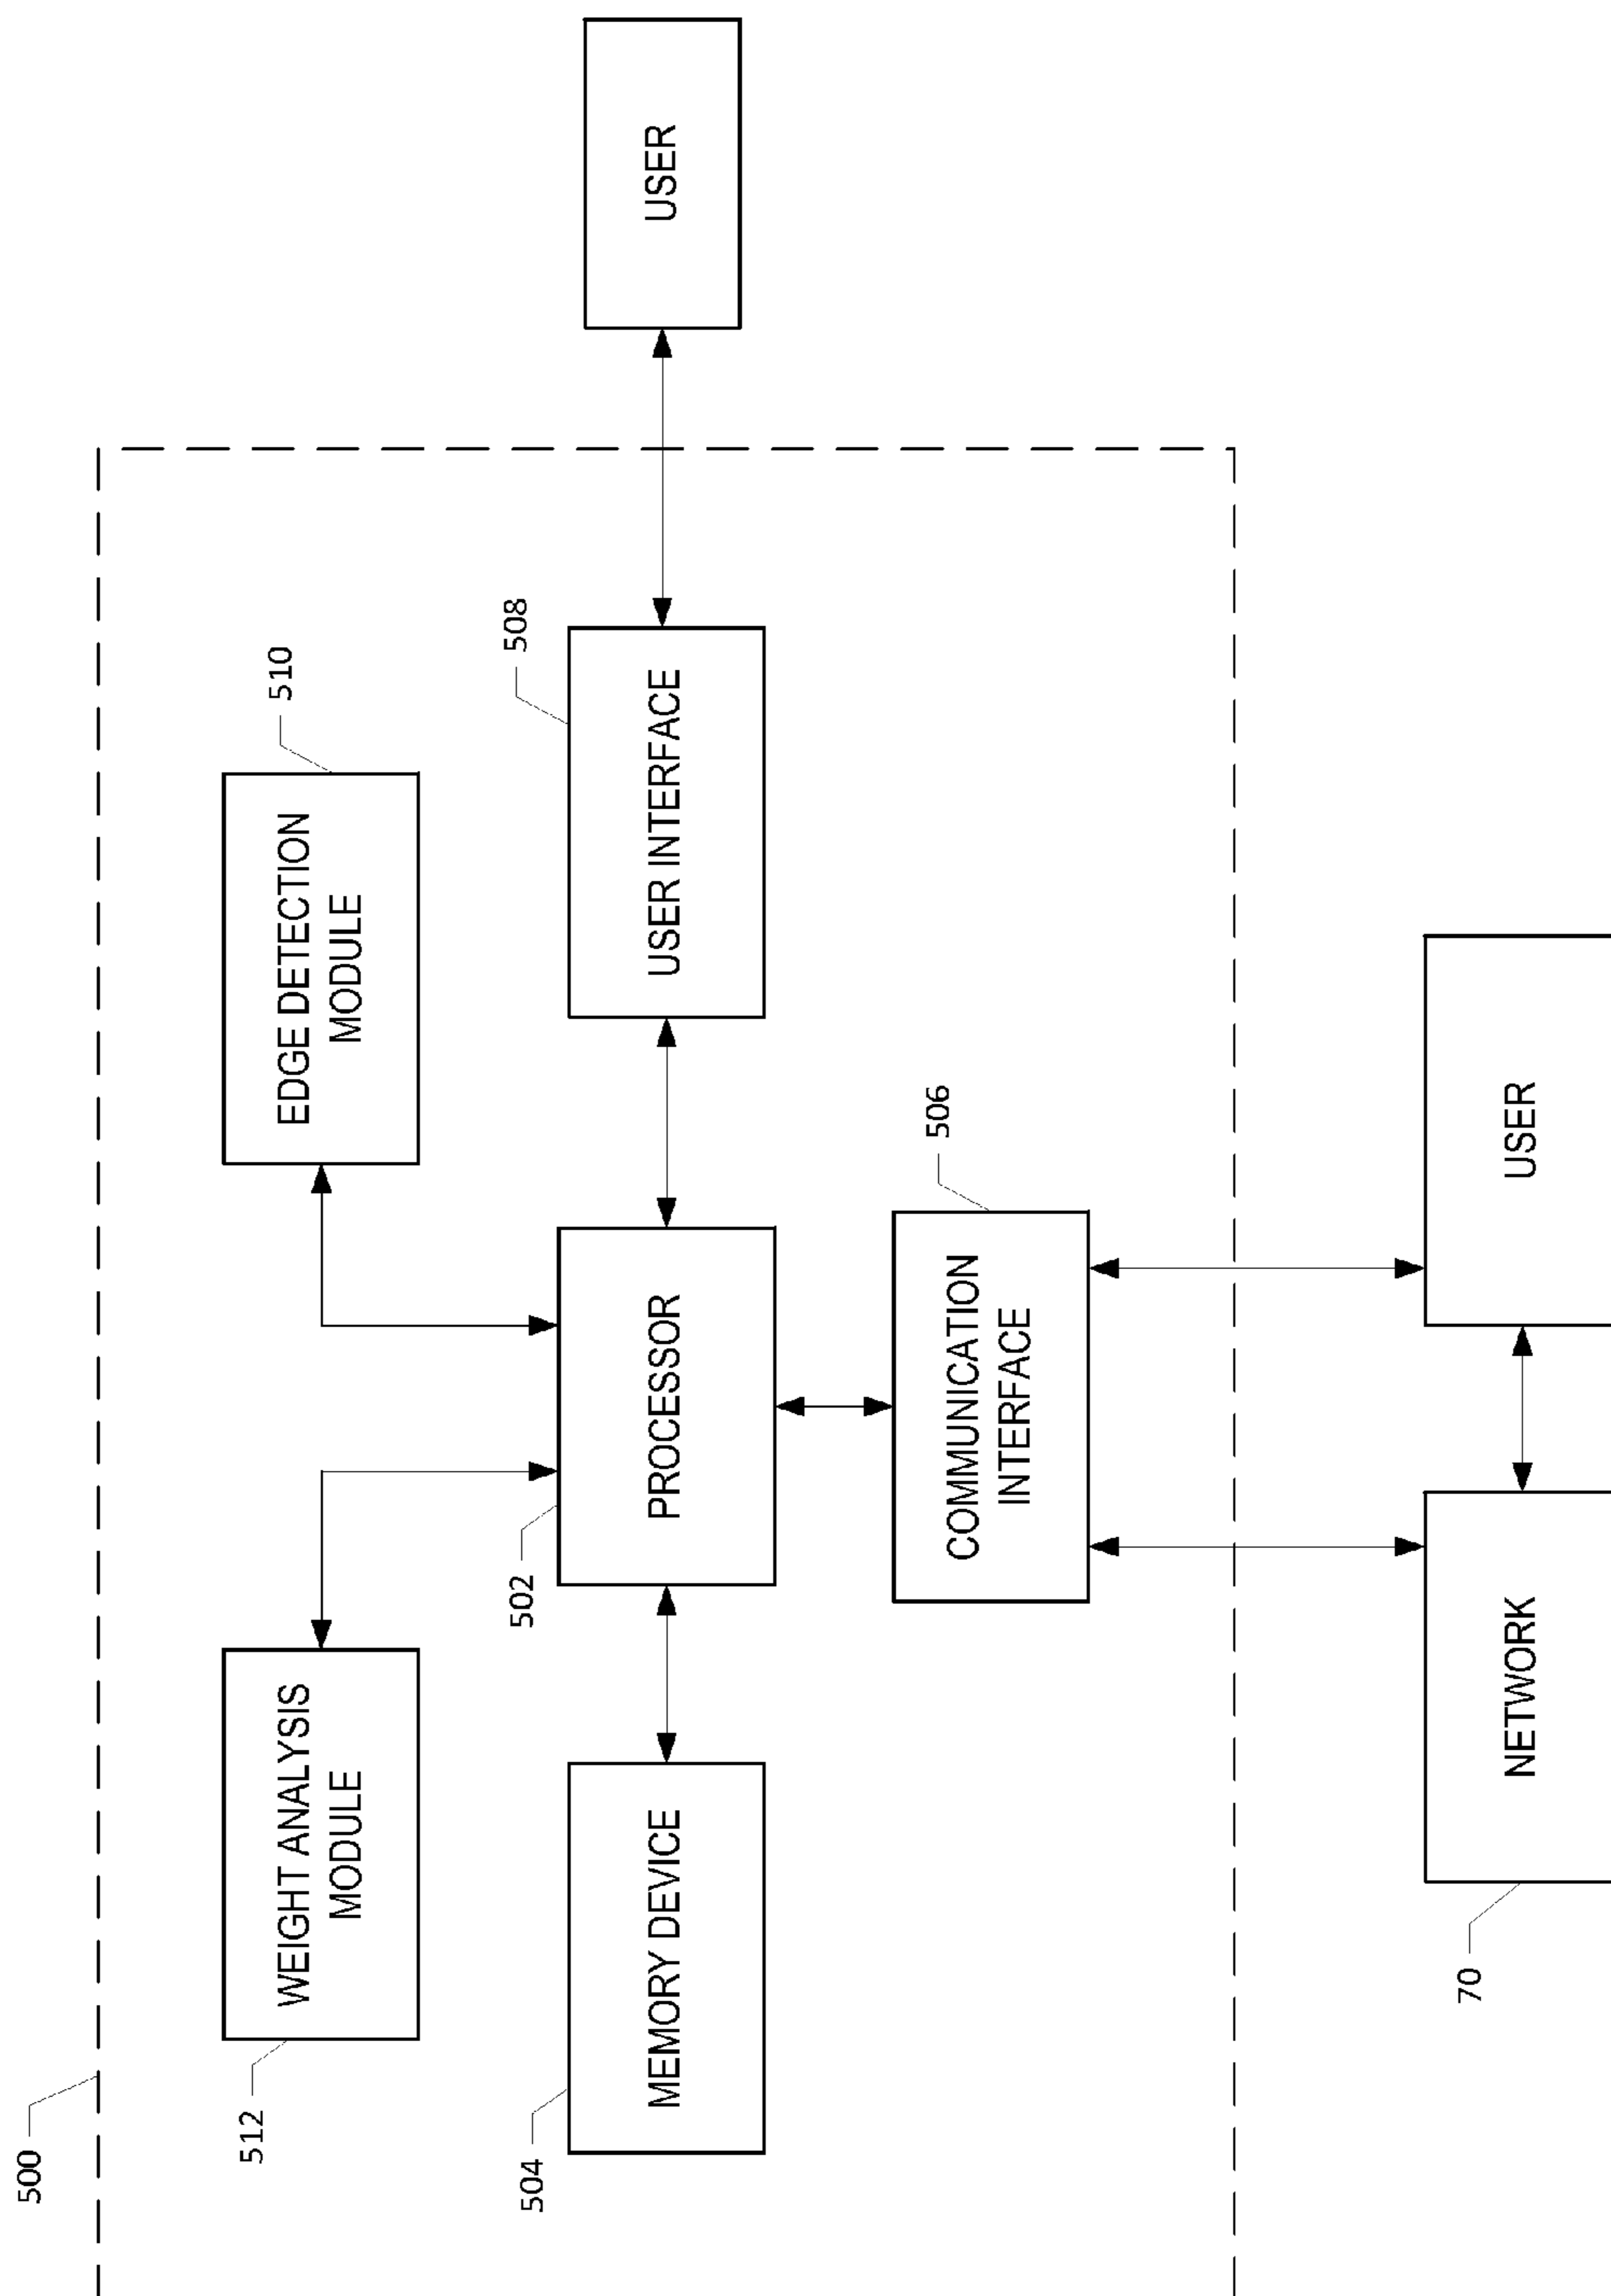 500
512
WEIGHT ANALYSIS
MODULE
510
EDGE DETECTION
MODULE
504
MEMORY DEVICE
502
PROCESSOR
508
USER INTERFACE
USER
506
COMMUNICATION
INTERFACE
70
NETWORK
USER